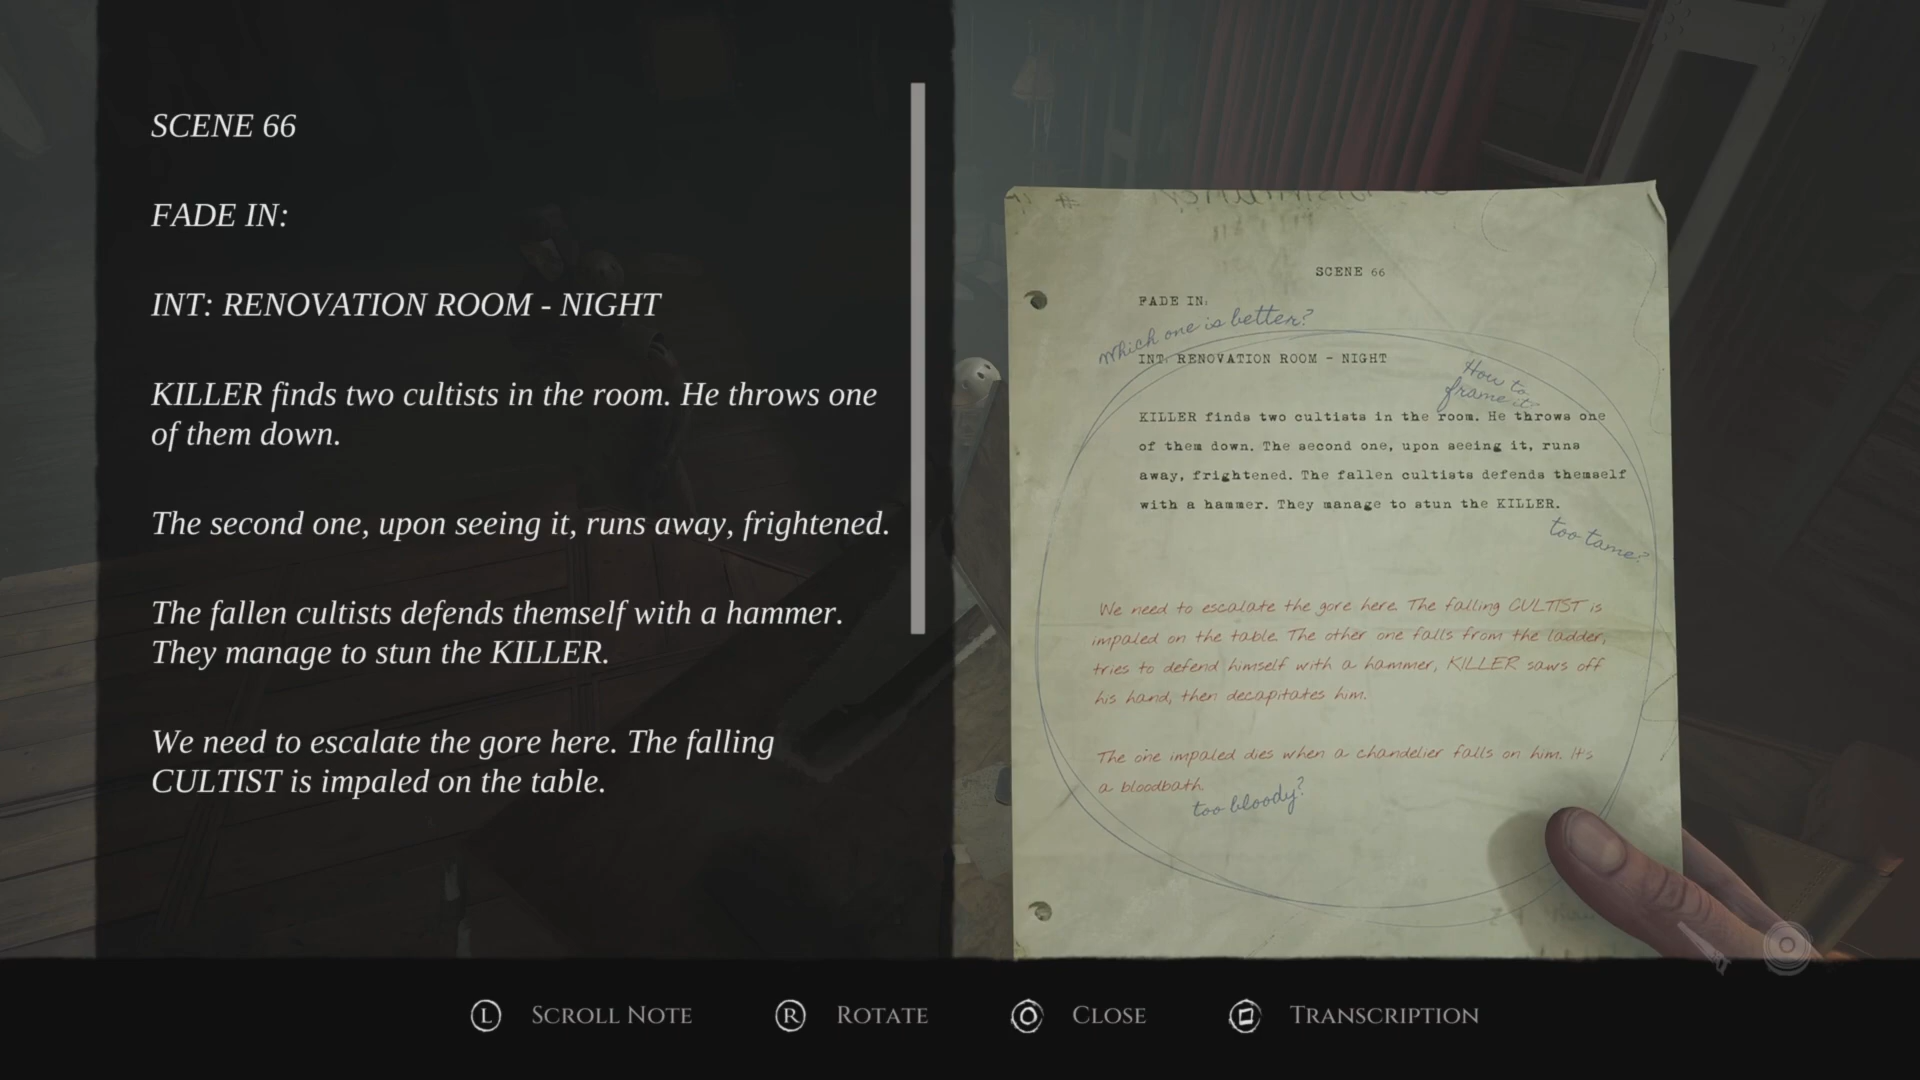 SCENE 66
FADE IN:
INT: RENOVATION ROOM - NIGHT
KILLER finds two cultists in the room. He throws one
of them down.
The second one, upon seeing it, runs away, frightened.
The fallen cultists defends themself with a hammer.
They manage to stun the KILLER.
We need to escalate the gore here. The falling
CULTIST is impaled on the table.
SCENE 66
FADE IN:
Which one is better?
INT: RENOVATION ROOM - NIGHT
How to
frame it?
KILLER finds two cultists in the room. He throws one
of them down. The second one, upon seeing it, runs
away, frightened. The fallen cultists defends themself
with a hammer. They manage to stun the KILLER.
too tame?
We need to escalate the gore here. The falling CULTIST is
impaled on the table. The other one falls from the ladder,
tries to defend himself with a hammer, KILLER saws off
his hand, then decapitates him.
The one impaled dies when a chandelier falls on him. It's
a bloodbath.
too bloody?
L SCROLL NOTE
R ROTATE
CLOSE
TRANSCRIPTION